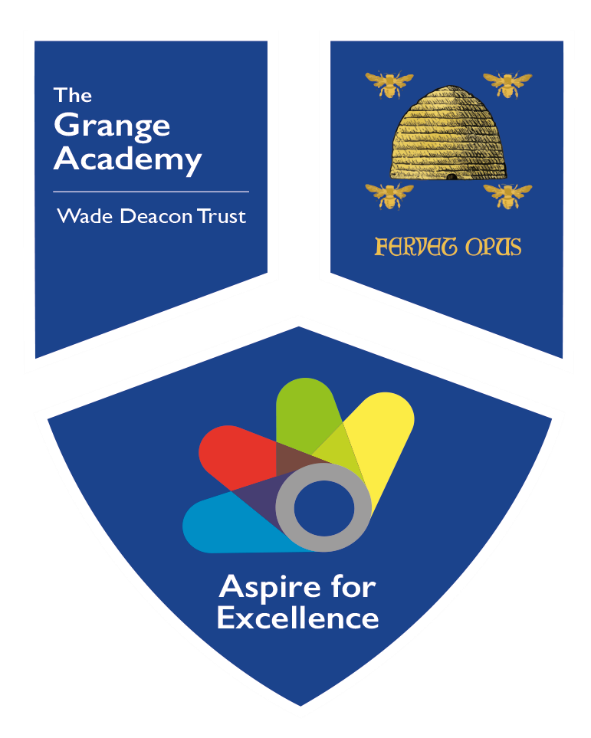 The
Grange
Academy
Wade Deacon Trust
FERVET OPUS
Aspire for
Excellence